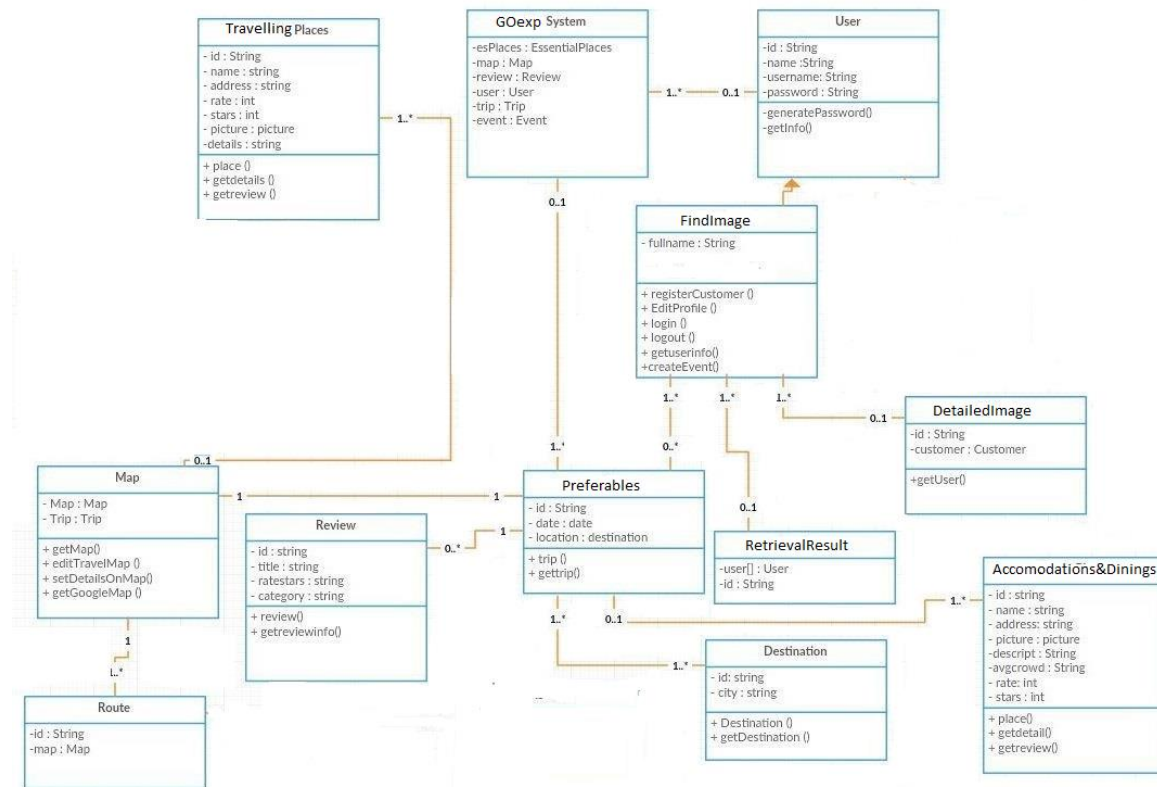 Travelling Places
- id : String
- name : string
- address : string
- rate : int
- stars : int
- picture : picture
-details : string
+ place ()
+ getdetails ()
+ getreview ()
GOexp System
-esPlaces : EssentialPlaces
-map : Map
-review : Review
-user : User
-trip : Trip
-event : Event
User
-id : String
-name :String
-username: String
-password : String
-generatePassword()
-getInfo()
1..*
0..1
1..*
0..1
FindImage
- fullname : String
+ registerCustomer ()
+ EditProfile ()
+ login ()
+ logout ()
+ getuserinfo()
+createEvent()
1..*
1..*
1..*
0..1
DetailedImage
-id : String
-customer : Customer
+getUser()
1..*
0..*
0..1
0..1
Map
- Map : Map
- Trip : Trip
+ getMap()
+ editTravelMap ()
+ setDetailsOnMap()
+ getGoogleMap ()
1
1
Preferables
- id : String
- date : date
- location : destination
+ trip ()
+ gettrip()
Review
- id : string
- title : string
- ratestars : string
- category : string
+ review()
+ getreviewinfo()
0..*
1
RetrievalResult
-user[] : User
-id : String
Accomodations&Dinings
- id : string
- name : string
- address: string
- picture : picture
-descript : String
-avgcrowd : String
- rate: int
- stars : int
+ place()
+ getdetail()
+ getreview()
1..*
0..1
1..*
1..*
Destination
- id: string
- city : string
+ Destination ()
+ getDestination ()
1
1..*
Route
-id : String
-map : Map